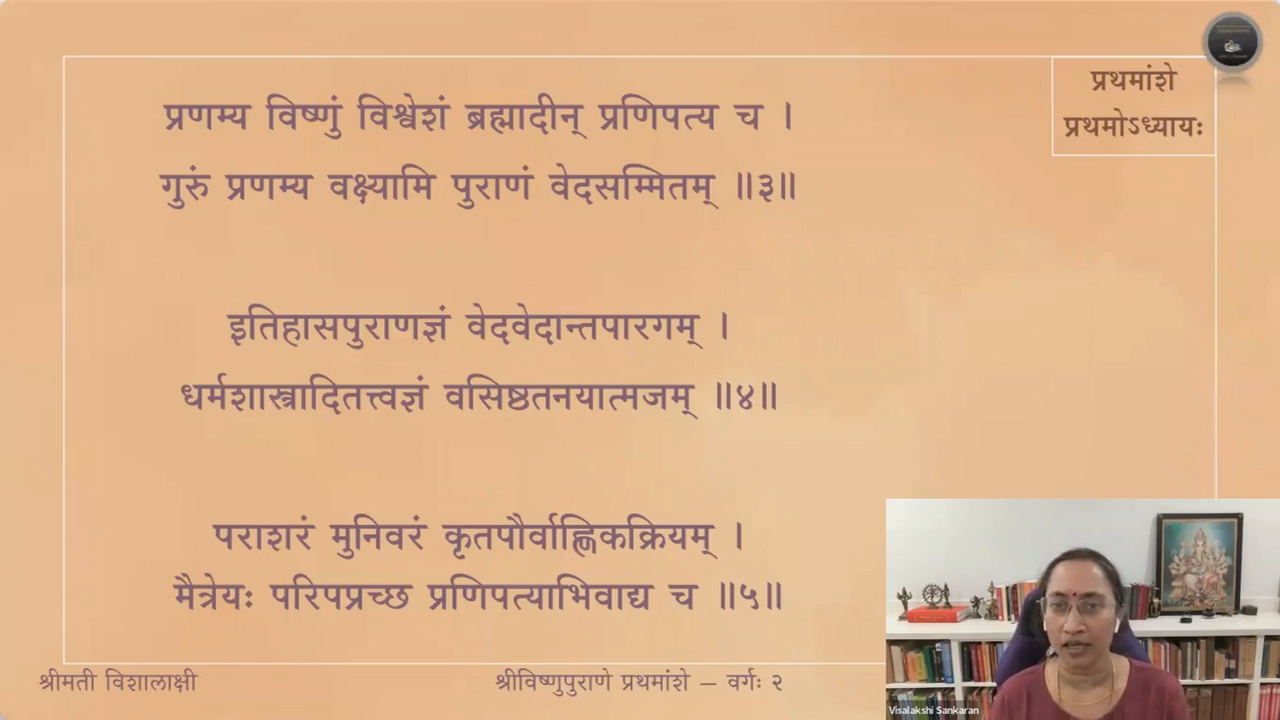 प्रथमांशे
प्रथमोऽध्यायः
प्रणम्य विष्णुं विश्वेशं ब्रह्मादीन् प्रणिपत्य च ।
गुरुं प्रणम्य वक्ष्यामि पुराणं वेदसम्मितम् ॥३॥
इतिहासपुराणज्ञं वेदवेदान्तपारगम् ।
धर्मशास्त्रादितत्त्वज्ञं वसिष्ठतनयात्मजम् ॥४॥
पराशरं मुनिवरं कृतपौर्वाह्णिकक्रियम् ।
मैत्रेयः परिपप्रच्छ प्रणिपत्याभिवाद्य च ॥५॥
श्रीमती विशालाक्षी
श्रीविष्णुपुराणे प्रथमांशे – वर्गः २
Visalakshi Sankaran